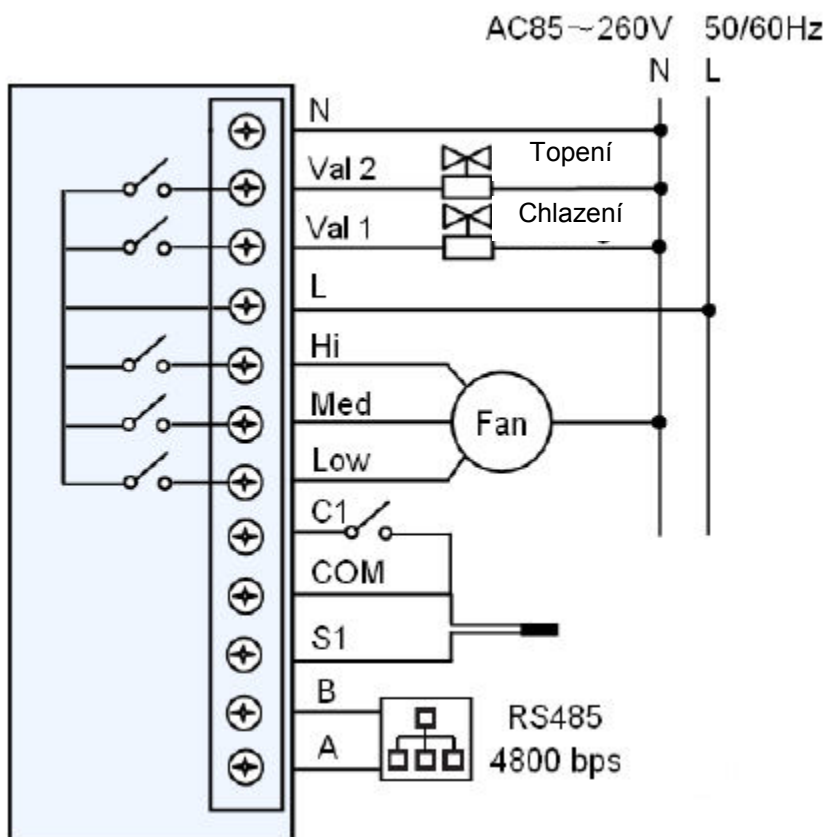 AC85～260V 50/60Hz
N L
N
Val 2 Topení
Val 1 Chlazení
L
Hi
Med
Fan
Low
C1
COM
S1
B
RS485
A
4800 bps